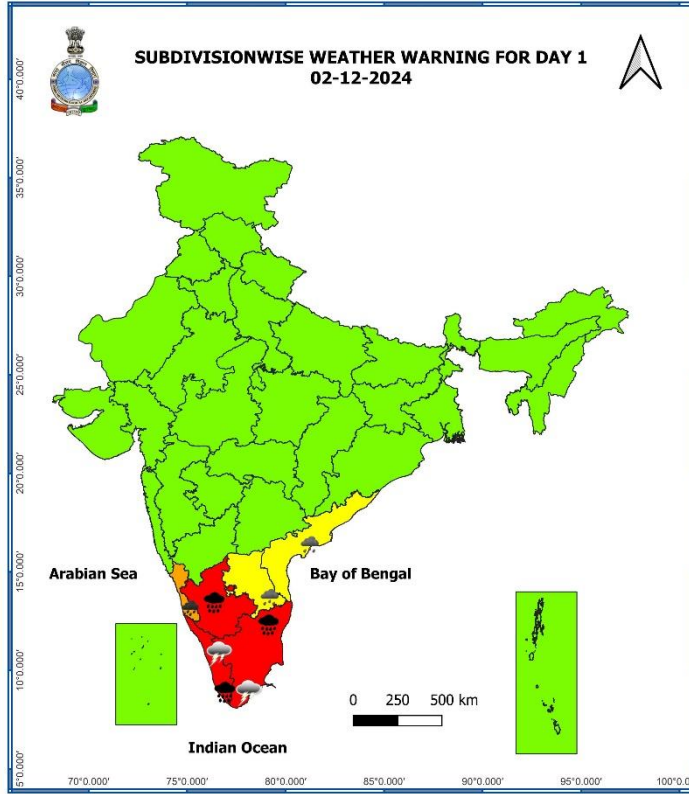 SUBDIVISIONWISE WEATHER WARNING FOR DAY 1
02-12-2024
40°0.000'
35°0.000'
30°0.000'
25°0.000'
20°0.000'
15°0.000'
10°0.000'
5°0.000'
Arabian Sea
Bay of Bengal
0 250 500 km
Indian Ocean
70°0.000' 75°0.000' 80°0.000' 85°0.000' 90°0.000' 95°0.000' 100°0.000'